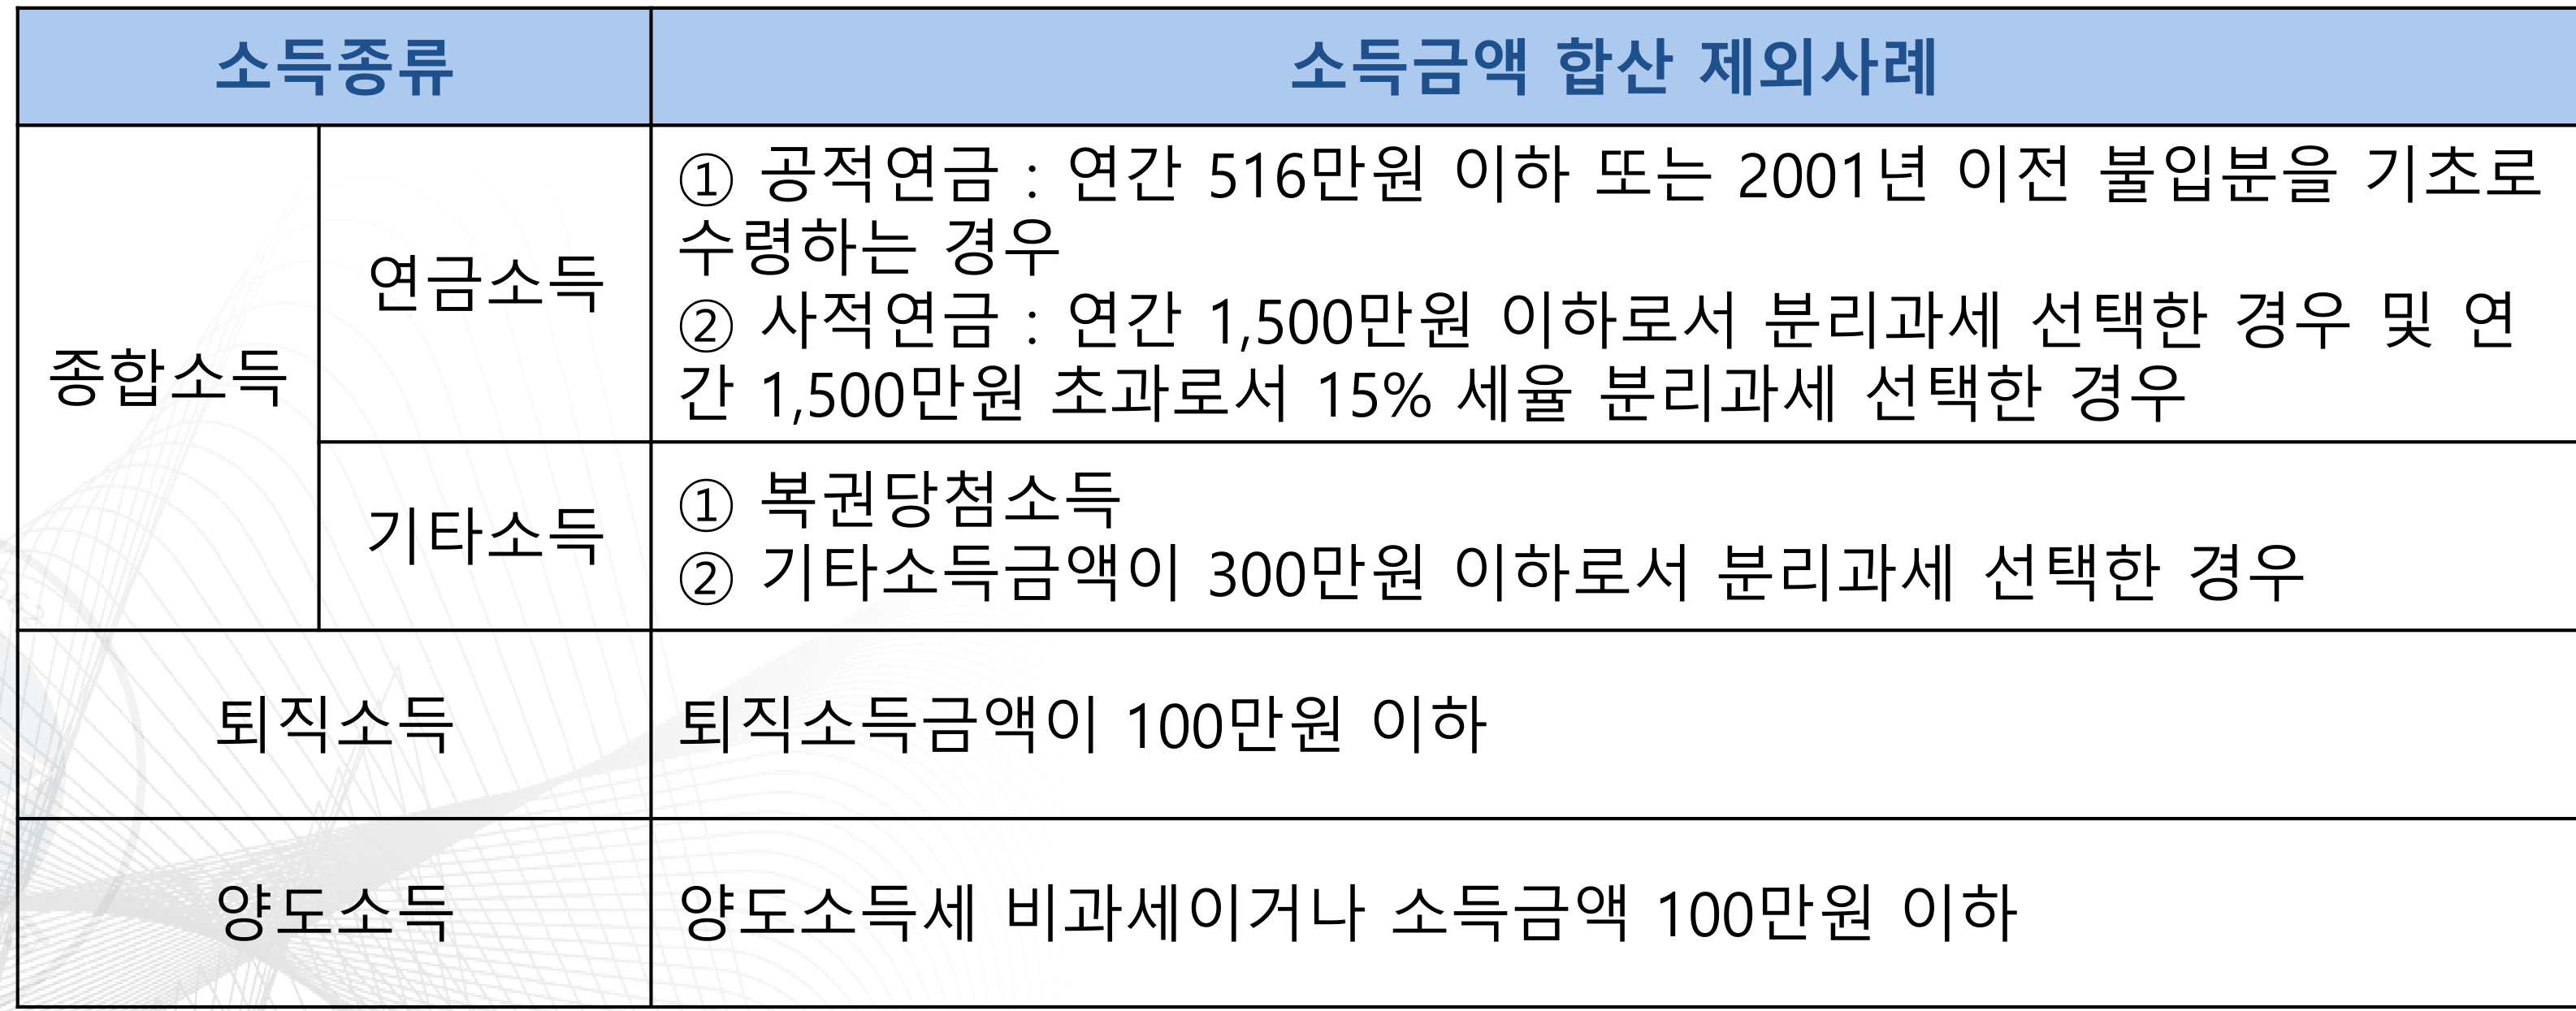 소득종류
소득금액 합산 제외사례
종합소득
연금소득
① 공적연금 : 연간 516만원 이하 또는 2001년 이전 불입분을 기초로
수령하는 경우
② 사적연금 : 연간 1,500만원 이하로서 분리과세 선택한 경우 및 연
간 1,500만원 초과로서 15% 세율 분리과세 선택한 경우
기타소득
① 복권당첨소득
② 기타소득금액이 300만원 이하로서 분리과세 선택한 경우
퇴직소득
퇴직소득금액이 100만원 이하
양도소득
양도소득세 비과세이거나 소득금액 100만원 이하